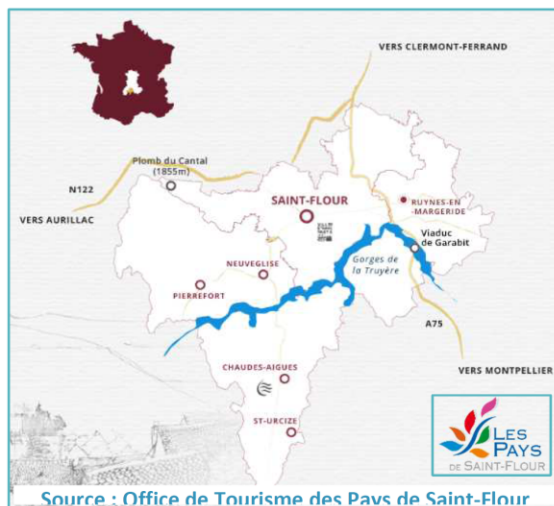 VERS CLERMONT-FERRAND
Plomb du Cantal
(1855m)
N122
VERS AURILLAC
SAINT-FLOUR
RUYNES-EN
-MARGERIDE
Viaduc
de Garabit
Gorges de
la Truyère
NEUVEGLISE
PIERREFORT
A75
CHAUDES-AIGUES
VERS MONTPELLIER
ST-URCIZE
LES
PAYS
DE SAINT-FLOUR
Source : Office de Tourisme des Pays de Saint-Flour